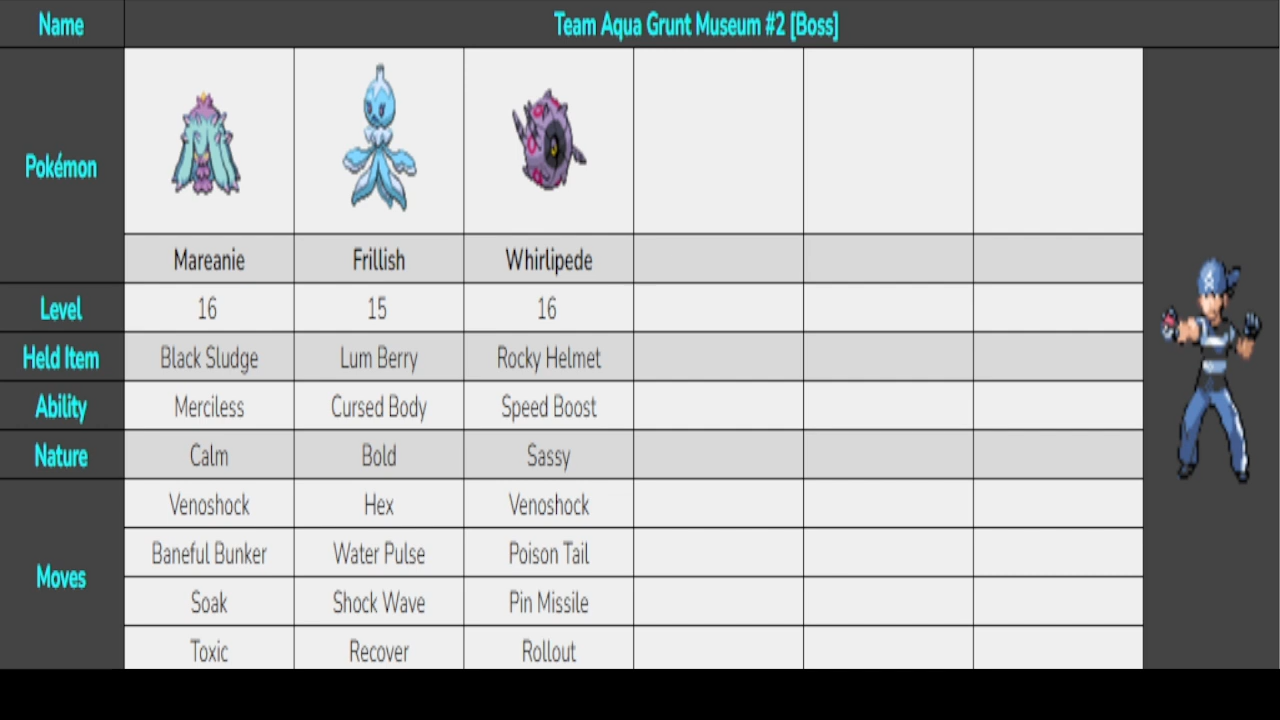 Name Team Aqua Grunt Museum #2 [Boss]
Pokémon
Mareanie Frillish Whirlipede
Level 16 15 16
Held Item Black Sludge Lum Berry Rocky Helmet
Ability Merciless Cursed Body Speed Boost
Nature Calm Bold Sassy
Moves
Venoshock Hex Venoshock
Baneful Bunker Water Pulse Poison Tail
Soak Shock Wave Pin Missile
Toxic Recover Rollout